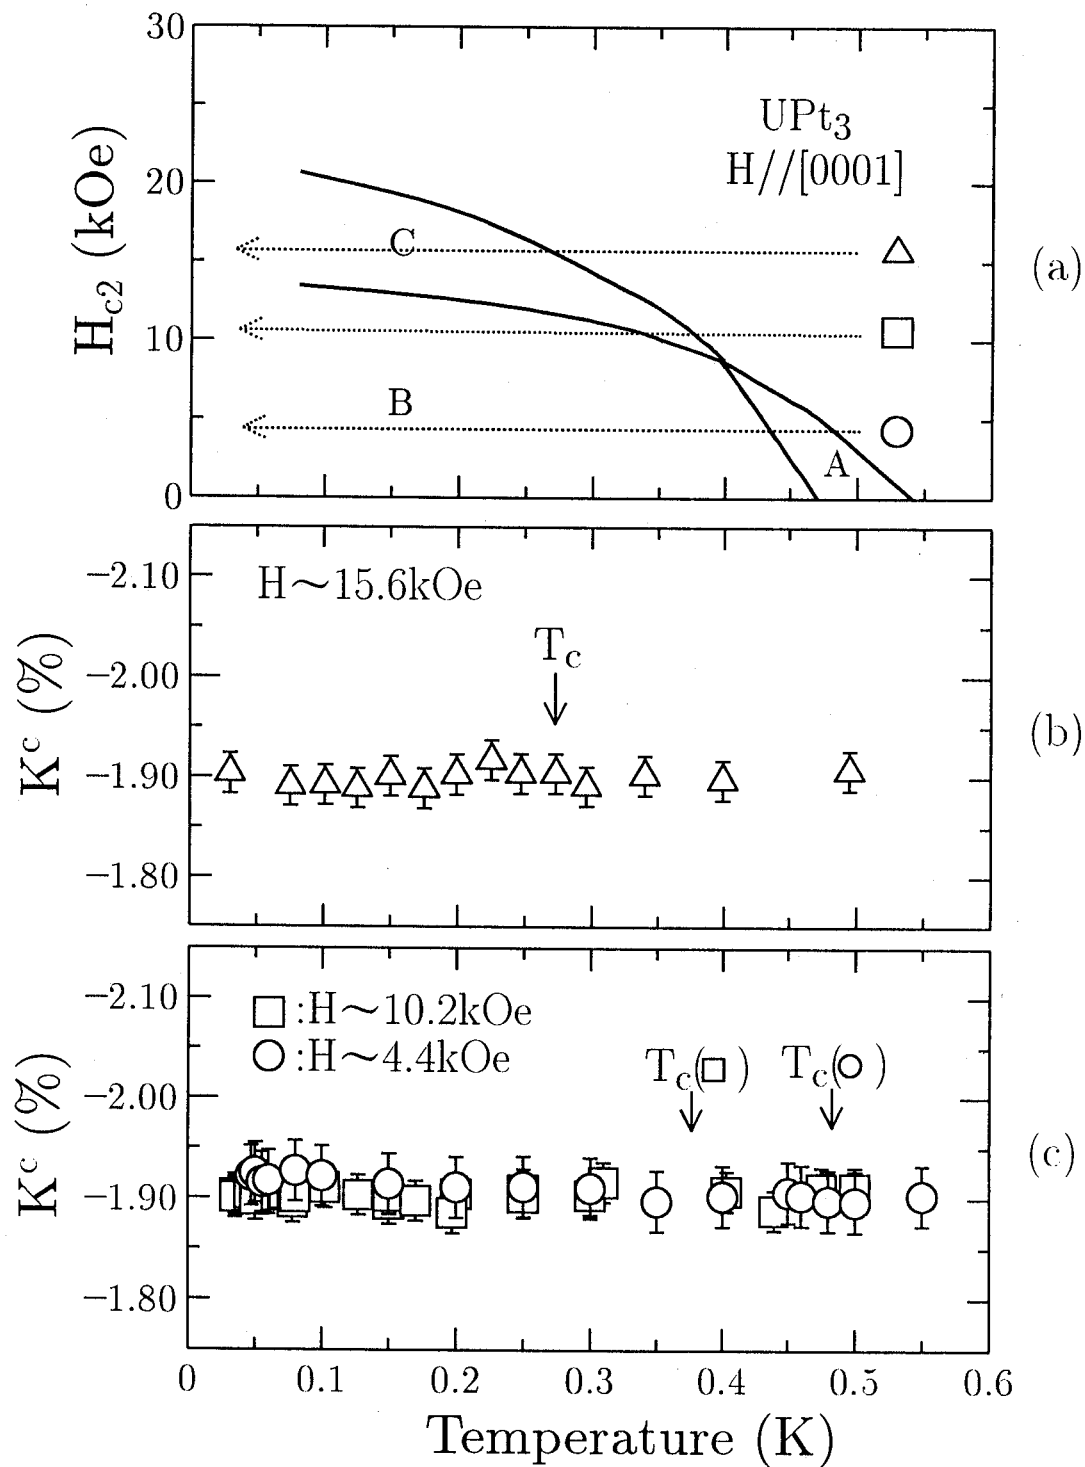 30
20
10
0
H_c2 (kOe)
UPt_3
H//[0001]
C
B
A
(a)
−2.10
−2.00
−1.90
−1.80
K^c (%)
H∼15.6kOe
T_c
(b)
−2.10
−2.00
−1.90
−1.80
K^c (%)
□:H∼10.2kOe
○:H∼4.4kOe
T_c(□) T_c(○)
(c)
0 0.1 0.2 0.3 0.4 0.5 0.6
Temperature (K)